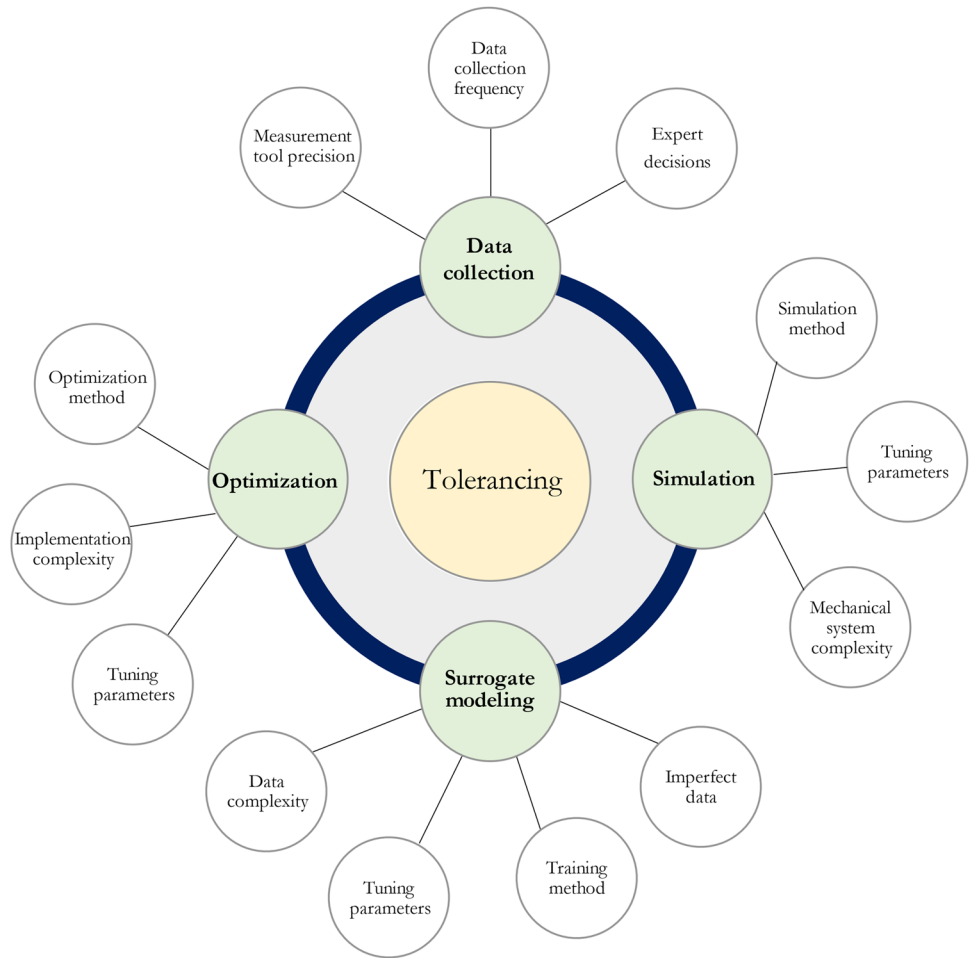 Data
collection
frequency
Measurement
tool precision
Expert
decisions
Data
collection
Simulation
method
Optimization
method
Tuning
parameters
Optimization
Tolerancing
Simulation
Implementation
complexity
Mechanical
system
complexity
Tuning
parameters
Surrogate
modeling
Data
complexity
Imperfect
data
Tuning
parameters
Training
method